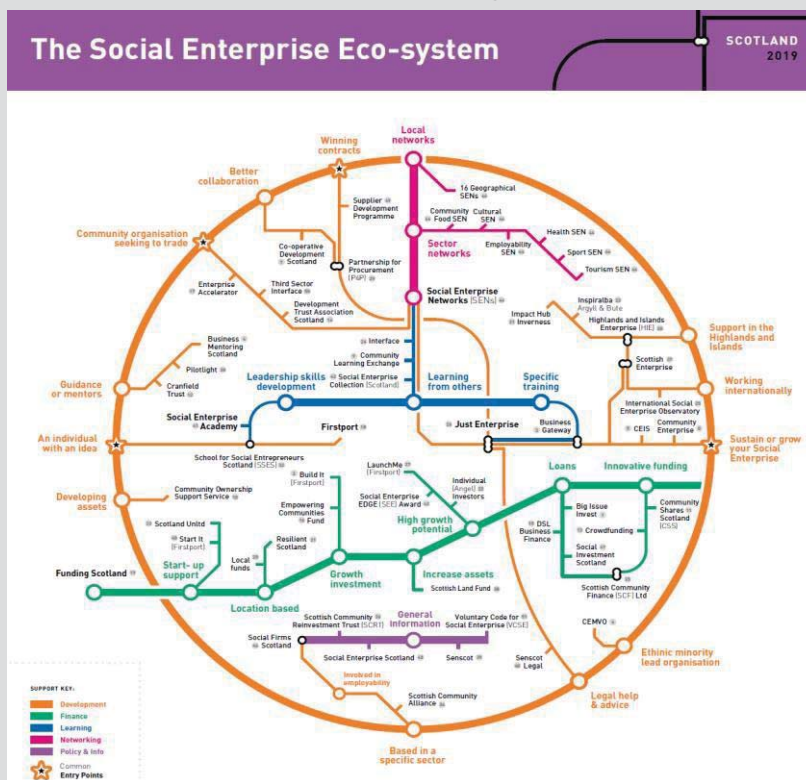 The Social Enterprise Eco-system
SCOTLAND
2019
Local
networks
Winning
contracts
Better
collaboration
Community organisation
seeking to trade
16 Geographical
SENs
Supplier
Development
Programme
Community
Food SEN
Cultural
SEN
Health SEN
Sector
networks
Employability
SEN
Sport SEN
Tourism SEN
Co-operative
Development
Scotland
Partnership for
Procurement
[P4P]
Enterprise
Accelerator
Third Sector
Interface
Development
Trust Association
Scotland
Social Enterprise
Networks [SENs]
Inspiralba
Argyll & Bute
Impact Hub
Inverness
Highlands and Islands
Enterprise [HIE]
Support in the
Highlands and
Islands
Interface
Community
Learning Exchange
Social Enterprise
Collection [Scotland]
Business
Mentoring
Scotland
Pilotlight
Cranfield
Trust
Scottish
Enterprise
Guidance
or mentors
Leadership skills
development
Learning
from others
Specific
training
Working
internationally
International Social
Enterprise Observatory
Social Enterprise
Academy
Firstport
Just Enterprise
Business
Gateway
CEIS
Community
Enterprise
An individual
with an idea
School for Social Entrepreneurs
Scotland [SSES]
Sustain or grow
your Social
Enterprise
Developing
assets
Community Ownership
Support Service
Build It
[Firstport]
LaunchMe
[Firstport]
Individual
[Angel]
Investors
Loans
Innovative funding
Empowering
Communities
Fund
Social Enterprise
EDGE [SEE] Award
High growth
potential
Big Issue
Invest
Community
Shares
Scotland
[CSS]
Scotland Unltd
Start It
[Firstport]
Resilient
Scotland
Local
funds
DSL
Business
Finance
Crowdfunding
Social
Investment
Scotland
Funding Scotland
Start- up
support
Growth
investment
Increase assets
Scottish Community
Finance [SCF] Ltd
Location based
Scottish Land Fund
Scottish Community
Reinvestment Trust [SCRT]
General
information
Voluntary Code for
Social Enterprise [VCSE]
CEMVO
Social Firms
Scotland
Social Enterprise Scotland
Senscot
Senscot
Legal
Ethinic minority
lead organisation
Involved in
employability
Scottish Community
Alliance
Legal help
& advice
Based in a
specific sector
SUPPORT KEY:
Development
Finance
Learning
Networking
Policy & Info
Common
Entry Points